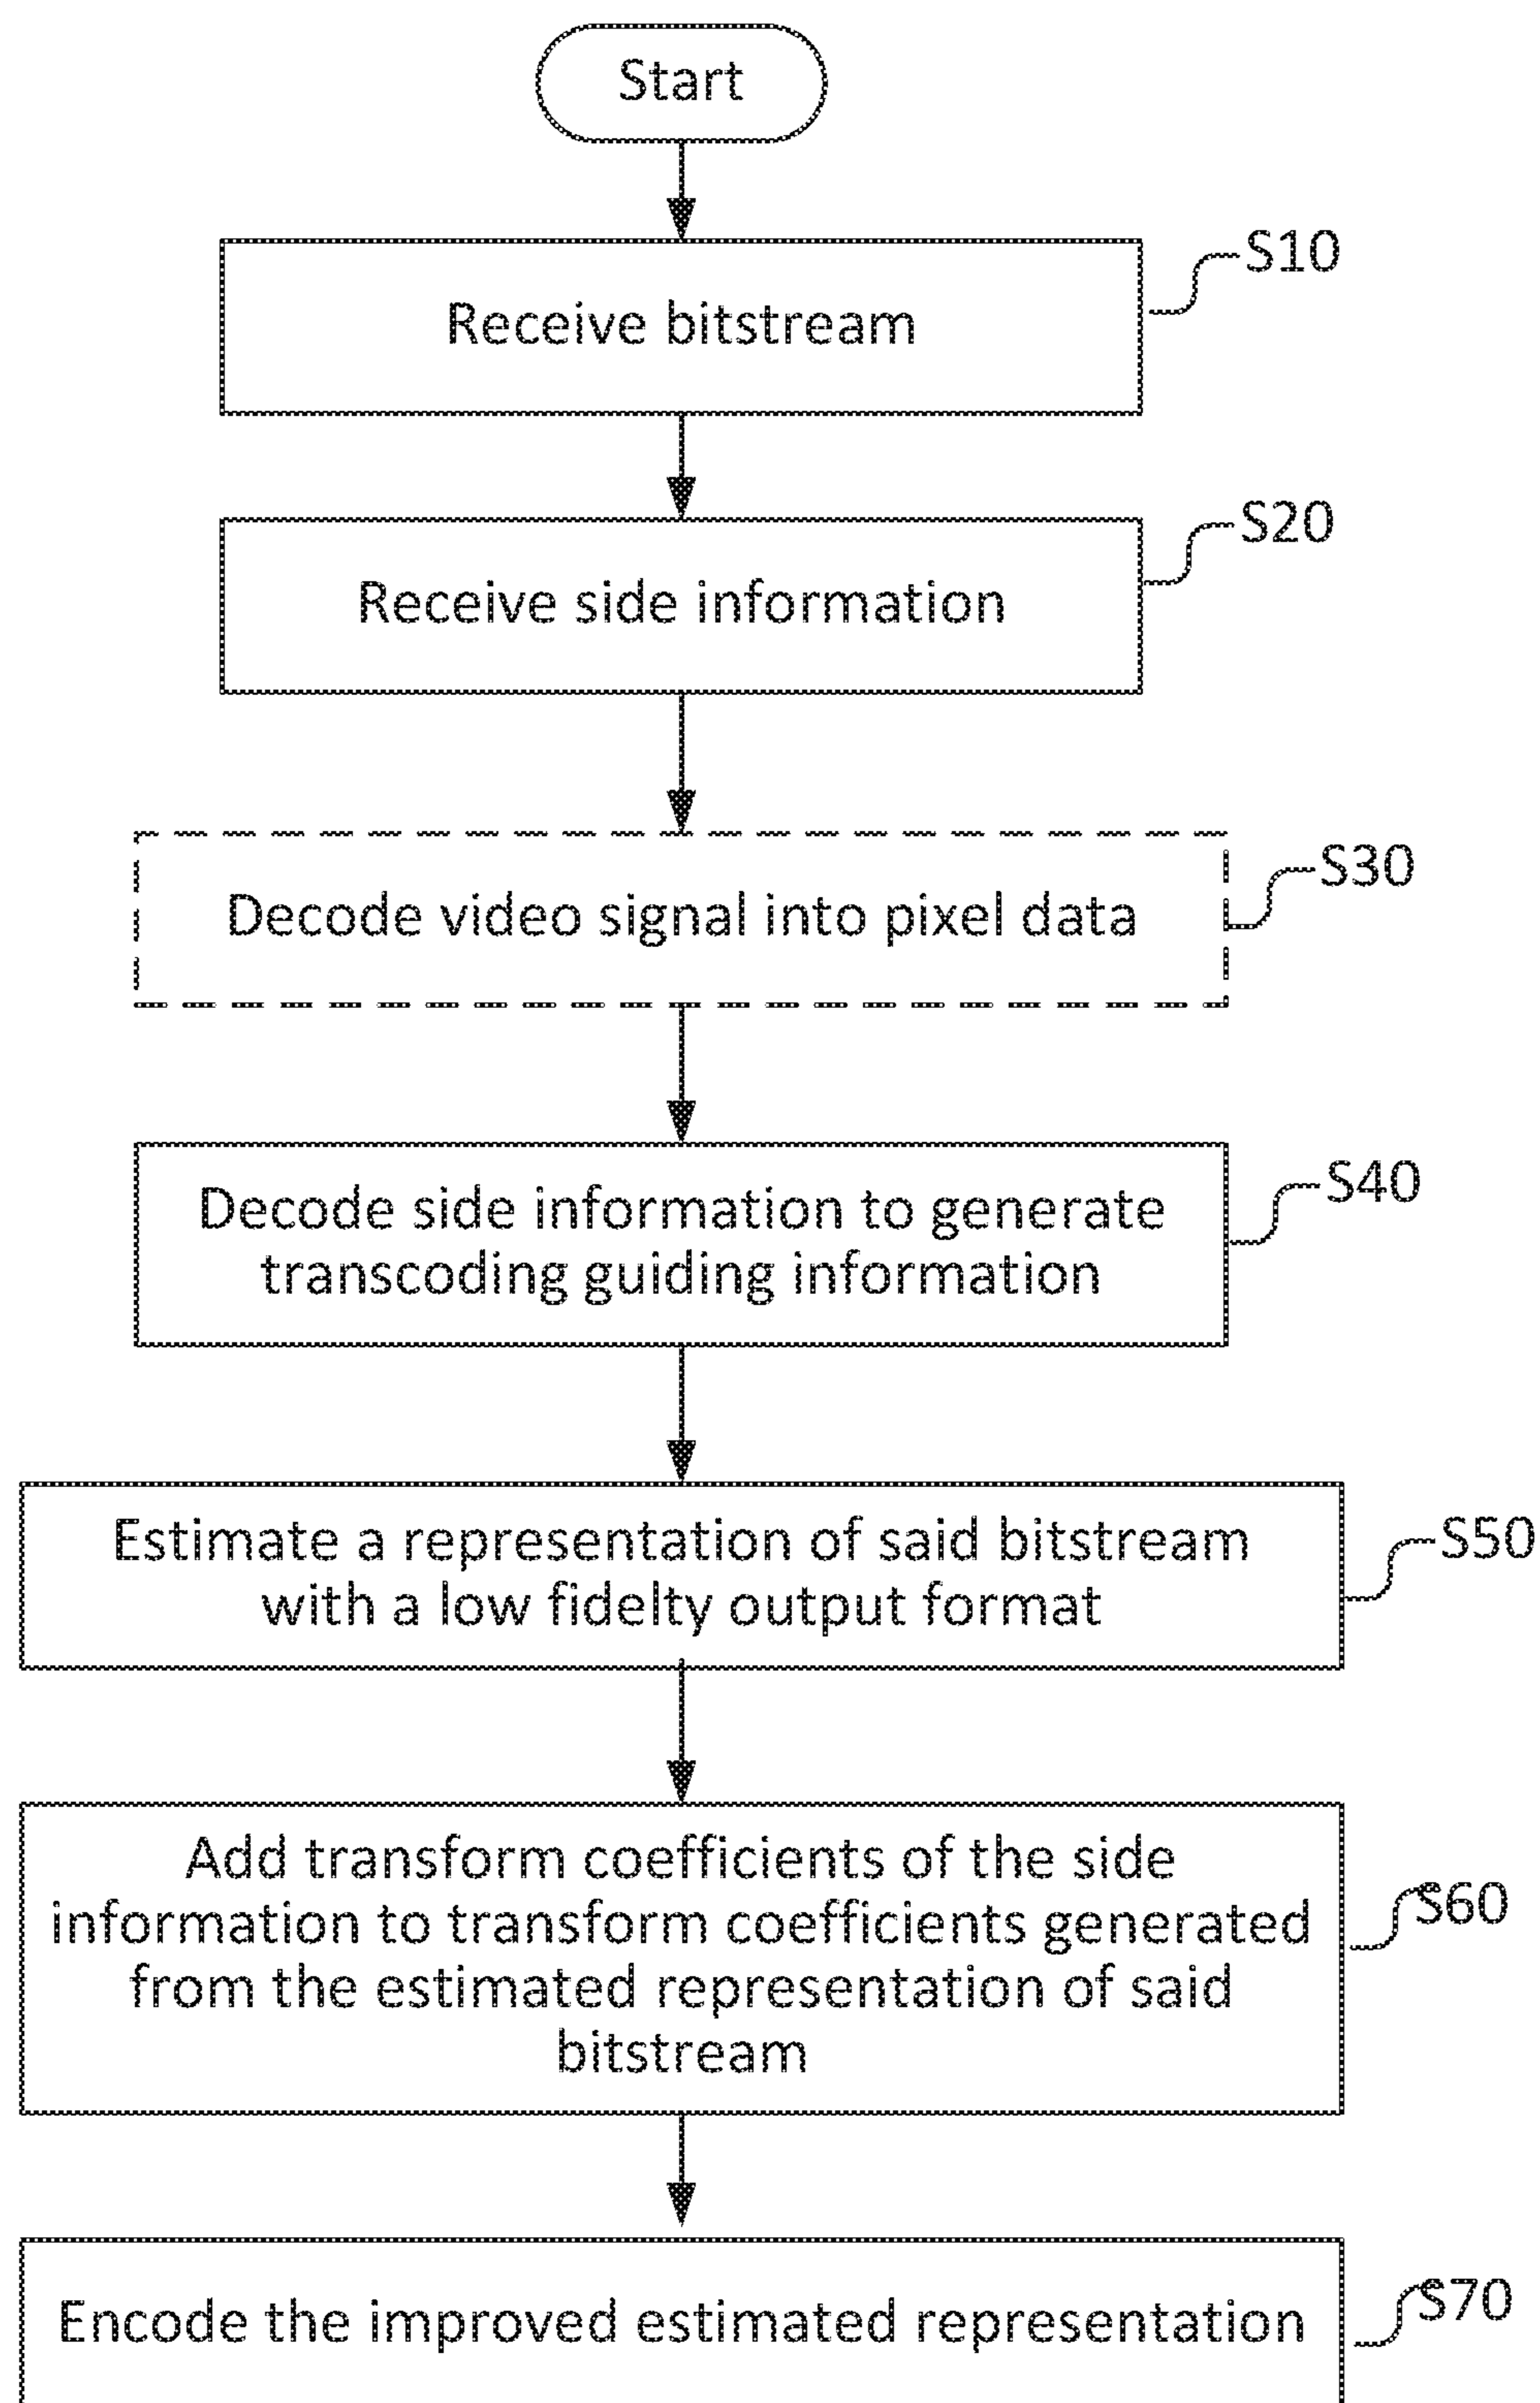 Start
Receive bitstream
S10
Receive side information
S20
Decode video signal into pixel data
S30
Decode side information to generate
transcoding guiding information
S40
Estimate a representation of said bitstream
with a low fidelty output format
S50
Add transform coefficients of the side
information to transform coefficients generated
from the estimated representation of said
bitstream
S60
Encode the improved estimated representation
S70